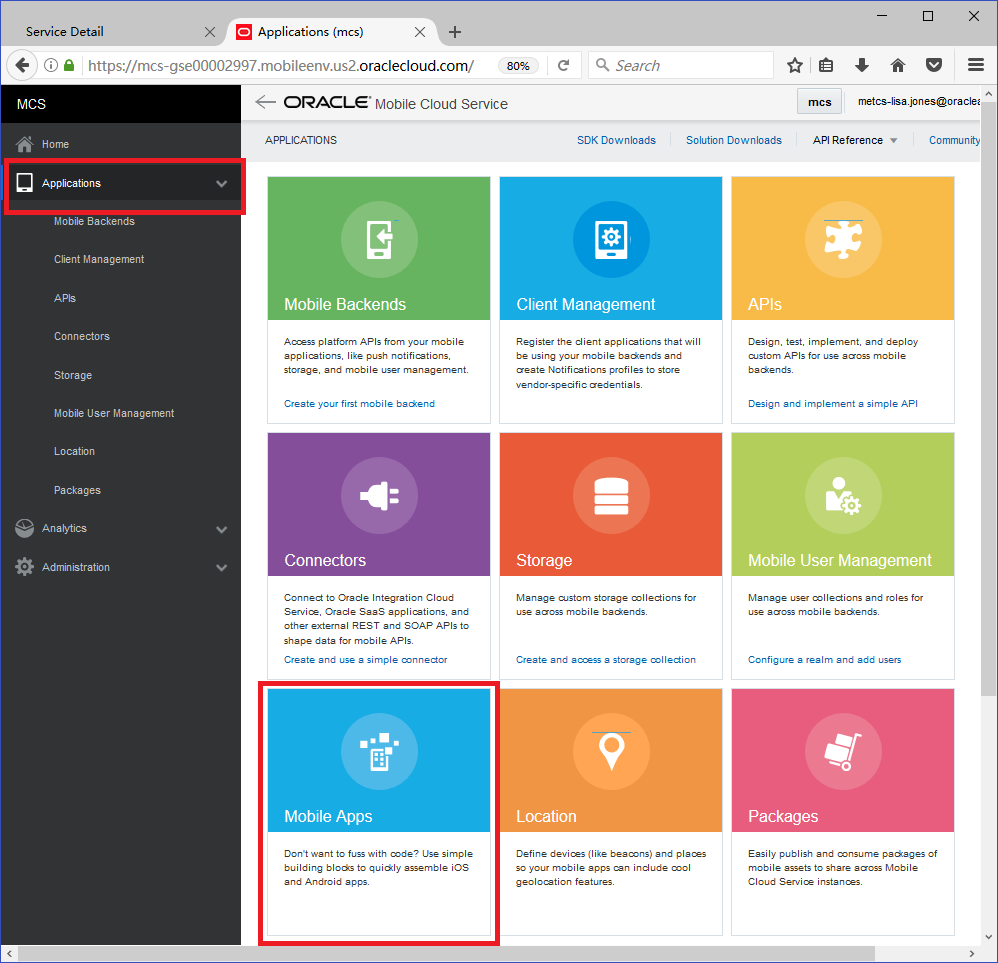 Service Detail
Applications (mcs)
https://mcs-gse00002997.mobileenv.us2.oraclecloud.com/
80%
Search
MCS
ORACLE Mobile Cloud Service
mcs
metcs-lisa.jones@oraclea
Home
Applications
Mobile Backends
Client Management
APIs
Connectors
Storage
Mobile User Management
Location
Packages
Analytics
Administration
APPLICATIONS
SDK Downloads
Solution Downloads
API Reference
Community
Mobile Backends
Access platform APIs from your mobile
applications, like push notifications,
storage, and mobile user management.
Create your first mobile backend
Client Management
Register the client applications that will
be using your mobile backends and
create Notifications profiles to store
vendor-specific credentials.
APIs
Design, test, implement, and deploy
custom APIs for use across mobile
backends.
Design and implement a simple API
Connectors
Connect to Oracle Integration Cloud
Service, Oracle SaaS applications, and
other external REST and SOAP APIs to
shape data for mobile APIs.
Create and use a simple connector
Storage
Manage custom storage collections for
use across mobile backends.
Create and access a storage collection
Mobile User Management
Manage user collections and roles for
use across mobile backends.
Configure a realm and add users
Mobile Apps
Don't want to fuss with code? Use simple
building blocks to quickly assemble iOS
and Android apps.
Location
Define devices (like beacons) and places
so your mobile apps can include cool
geolocation features.
Packages
Easily publish and consume packages of
mobile assets to share across Mobile
Cloud Service instances.